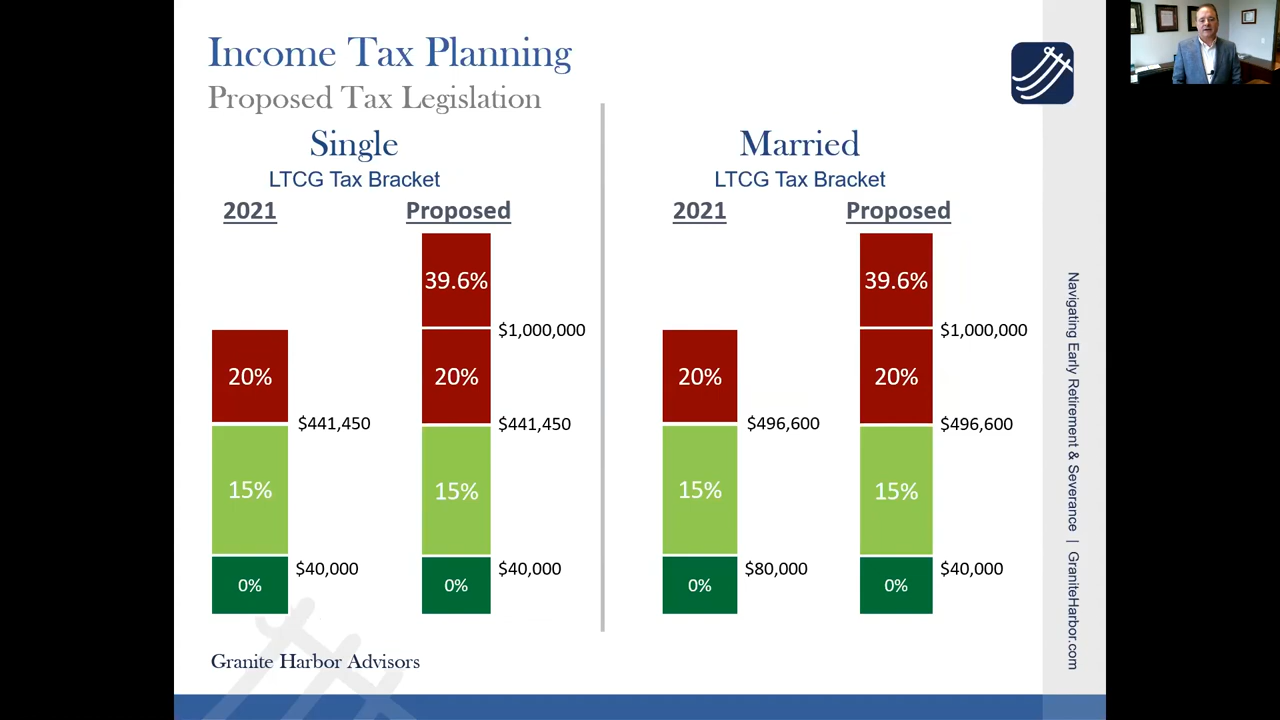 Income Tax Planning
Proposed Tax Legislation
Single
LTCG Tax Bracket
2021
Proposed
39.6%
$1,000,000
20%
20%
$441,450
$441,450
15%
15%
$40,000
$40,000
0%
0%
Married
LTCG Tax Bracket
2021
Proposed
39.6%
$1,000,000
20%
20%
$496,600
$496,600
15%
15%
$80,000
$40,000
0%
0%
Navigating Early Retirement & Severance | GraniteHarbor.com
Granite Harbor Advisors